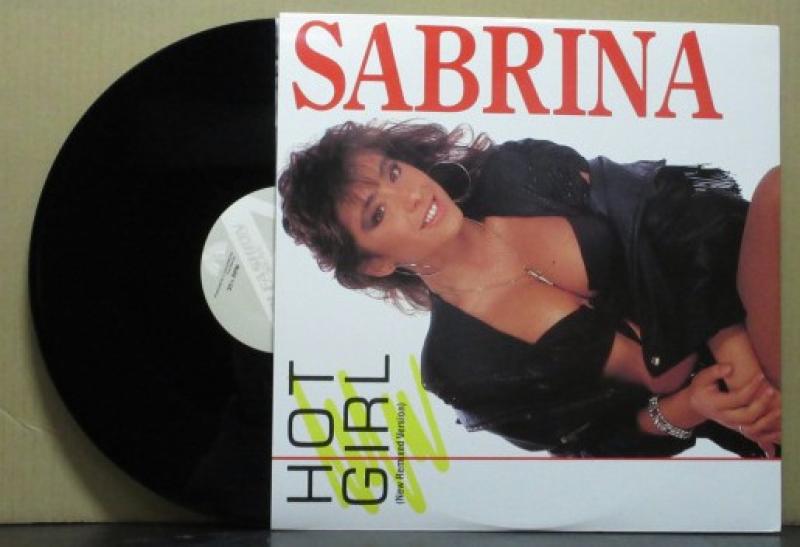 SABRINA
HOT
GIRL
(New Remixed Version)